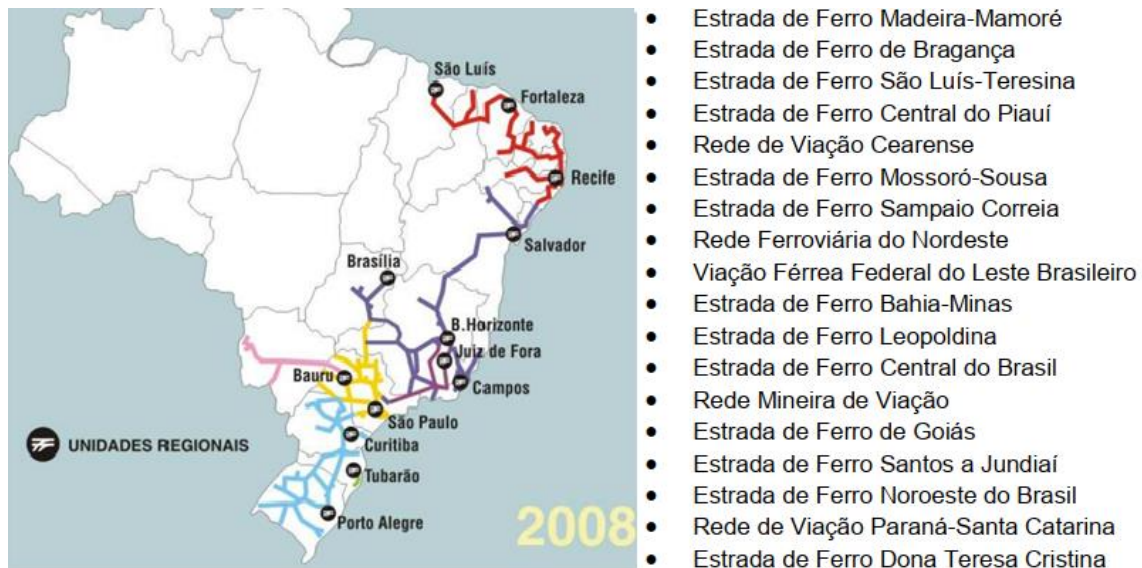 São Luís
Fortaleza
Recife
Salvador
Brasília
B.Horizonte
Juiz de Fora
Bauru
Campos
São Paulo
UNIDADES REGIONAIS
Curitiba
Tubarão
Porto Alegre
2008
• Estrada de Ferro Madeira-Mamoré
• Estrada de Ferro de Bragança
• Estrada de Ferro São Luís-Teresina
• Estrada de Ferro Central do Piauí
• Rede de Viação Cearense
• Estrada de Ferro Mossoró-Sousa
• Estrada de Ferro Sampaio Correia
• Rede Ferroviária do Nordeste
• Viação Férrea Federal do Leste Brasileiro
• Estrada de Ferro Bahia-Minas
• Estrada de Ferro Leopoldina
• Estrada de Ferro Central do Brasil
• Rede Mineira de Viação
• Estrada de Ferro de Goiás
• Estrada de Ferro Santos a Jundiaí
• Estrada de Ferro Noroeste do Brasil
• Rede de Viação Paraná-Santa Catarina
• Estrada de Ferro Dona Teresa Cristina